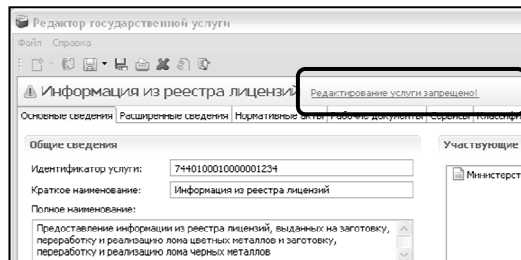 Редактор государственной услуги
Файл Справка
Информация из реестра лицензий Редактирование услуги запрещено!
Основные сведения Расширенные сведения Нормативные акты Рабочие документы Сервисы
Общие сведения
Участвующие
Идентификатор услуги: 7440100010000001234
Министерст
Краткое наименование: Информация из реестра лицензий
Полное наименование:
Предоставление информации из реестра лицензий, выданных на заготовку,
переработку и реализацию лома цветных металлов и заготовку,
переработку и реализацию лома черных металлов